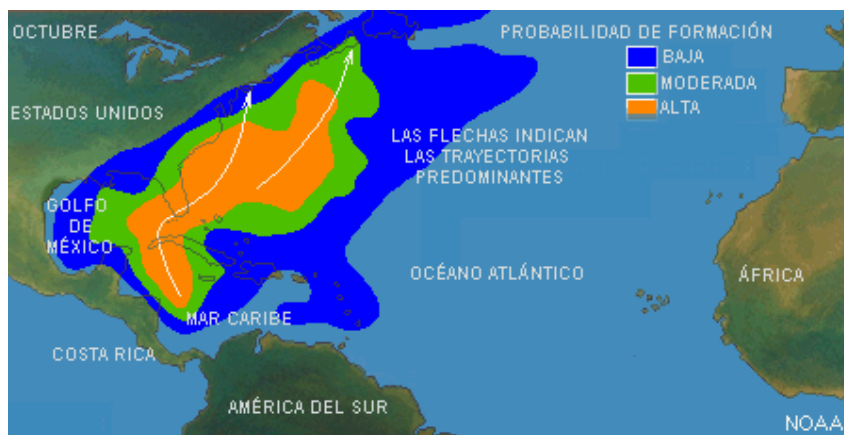 OCTUBRE
PROBABILIDAD DE FORMACIÓN
BAJA
MODERADA
ALTA
ESTADOS UNIDOS
LAS FLECHAS INDICAN
LAS TRAYECTORIAS
PREDOMINANTES
GOLFO
DE
MÉXICO
OCÉANO ATLÁNTICO
ÁFRICA
MAR CARIBE
COSTA RICA
AMÉRICA DEL SUR
NOAA